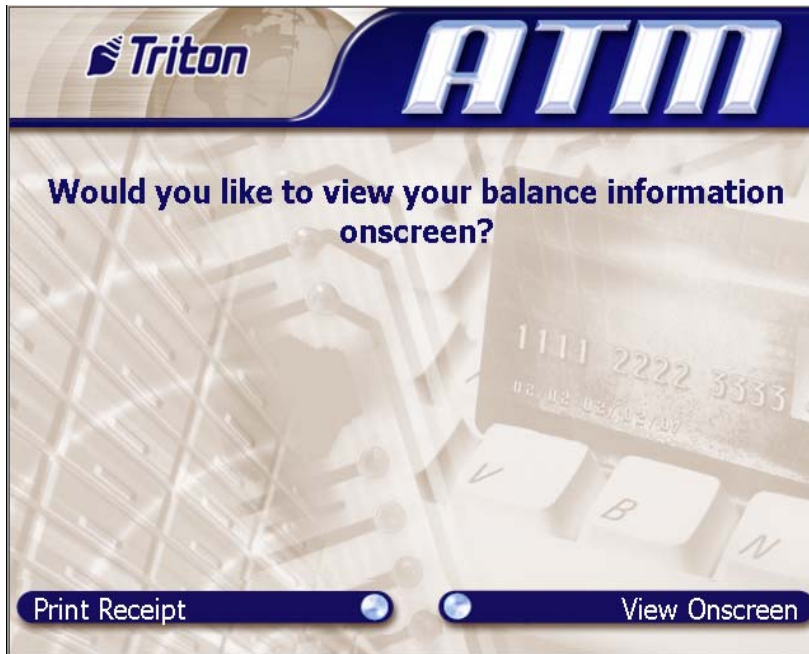 Triton
ATM
Would you like to view your balance information
onscreen?
1111 2222 3333
V
B
N
Print Receipt
View Onscreen